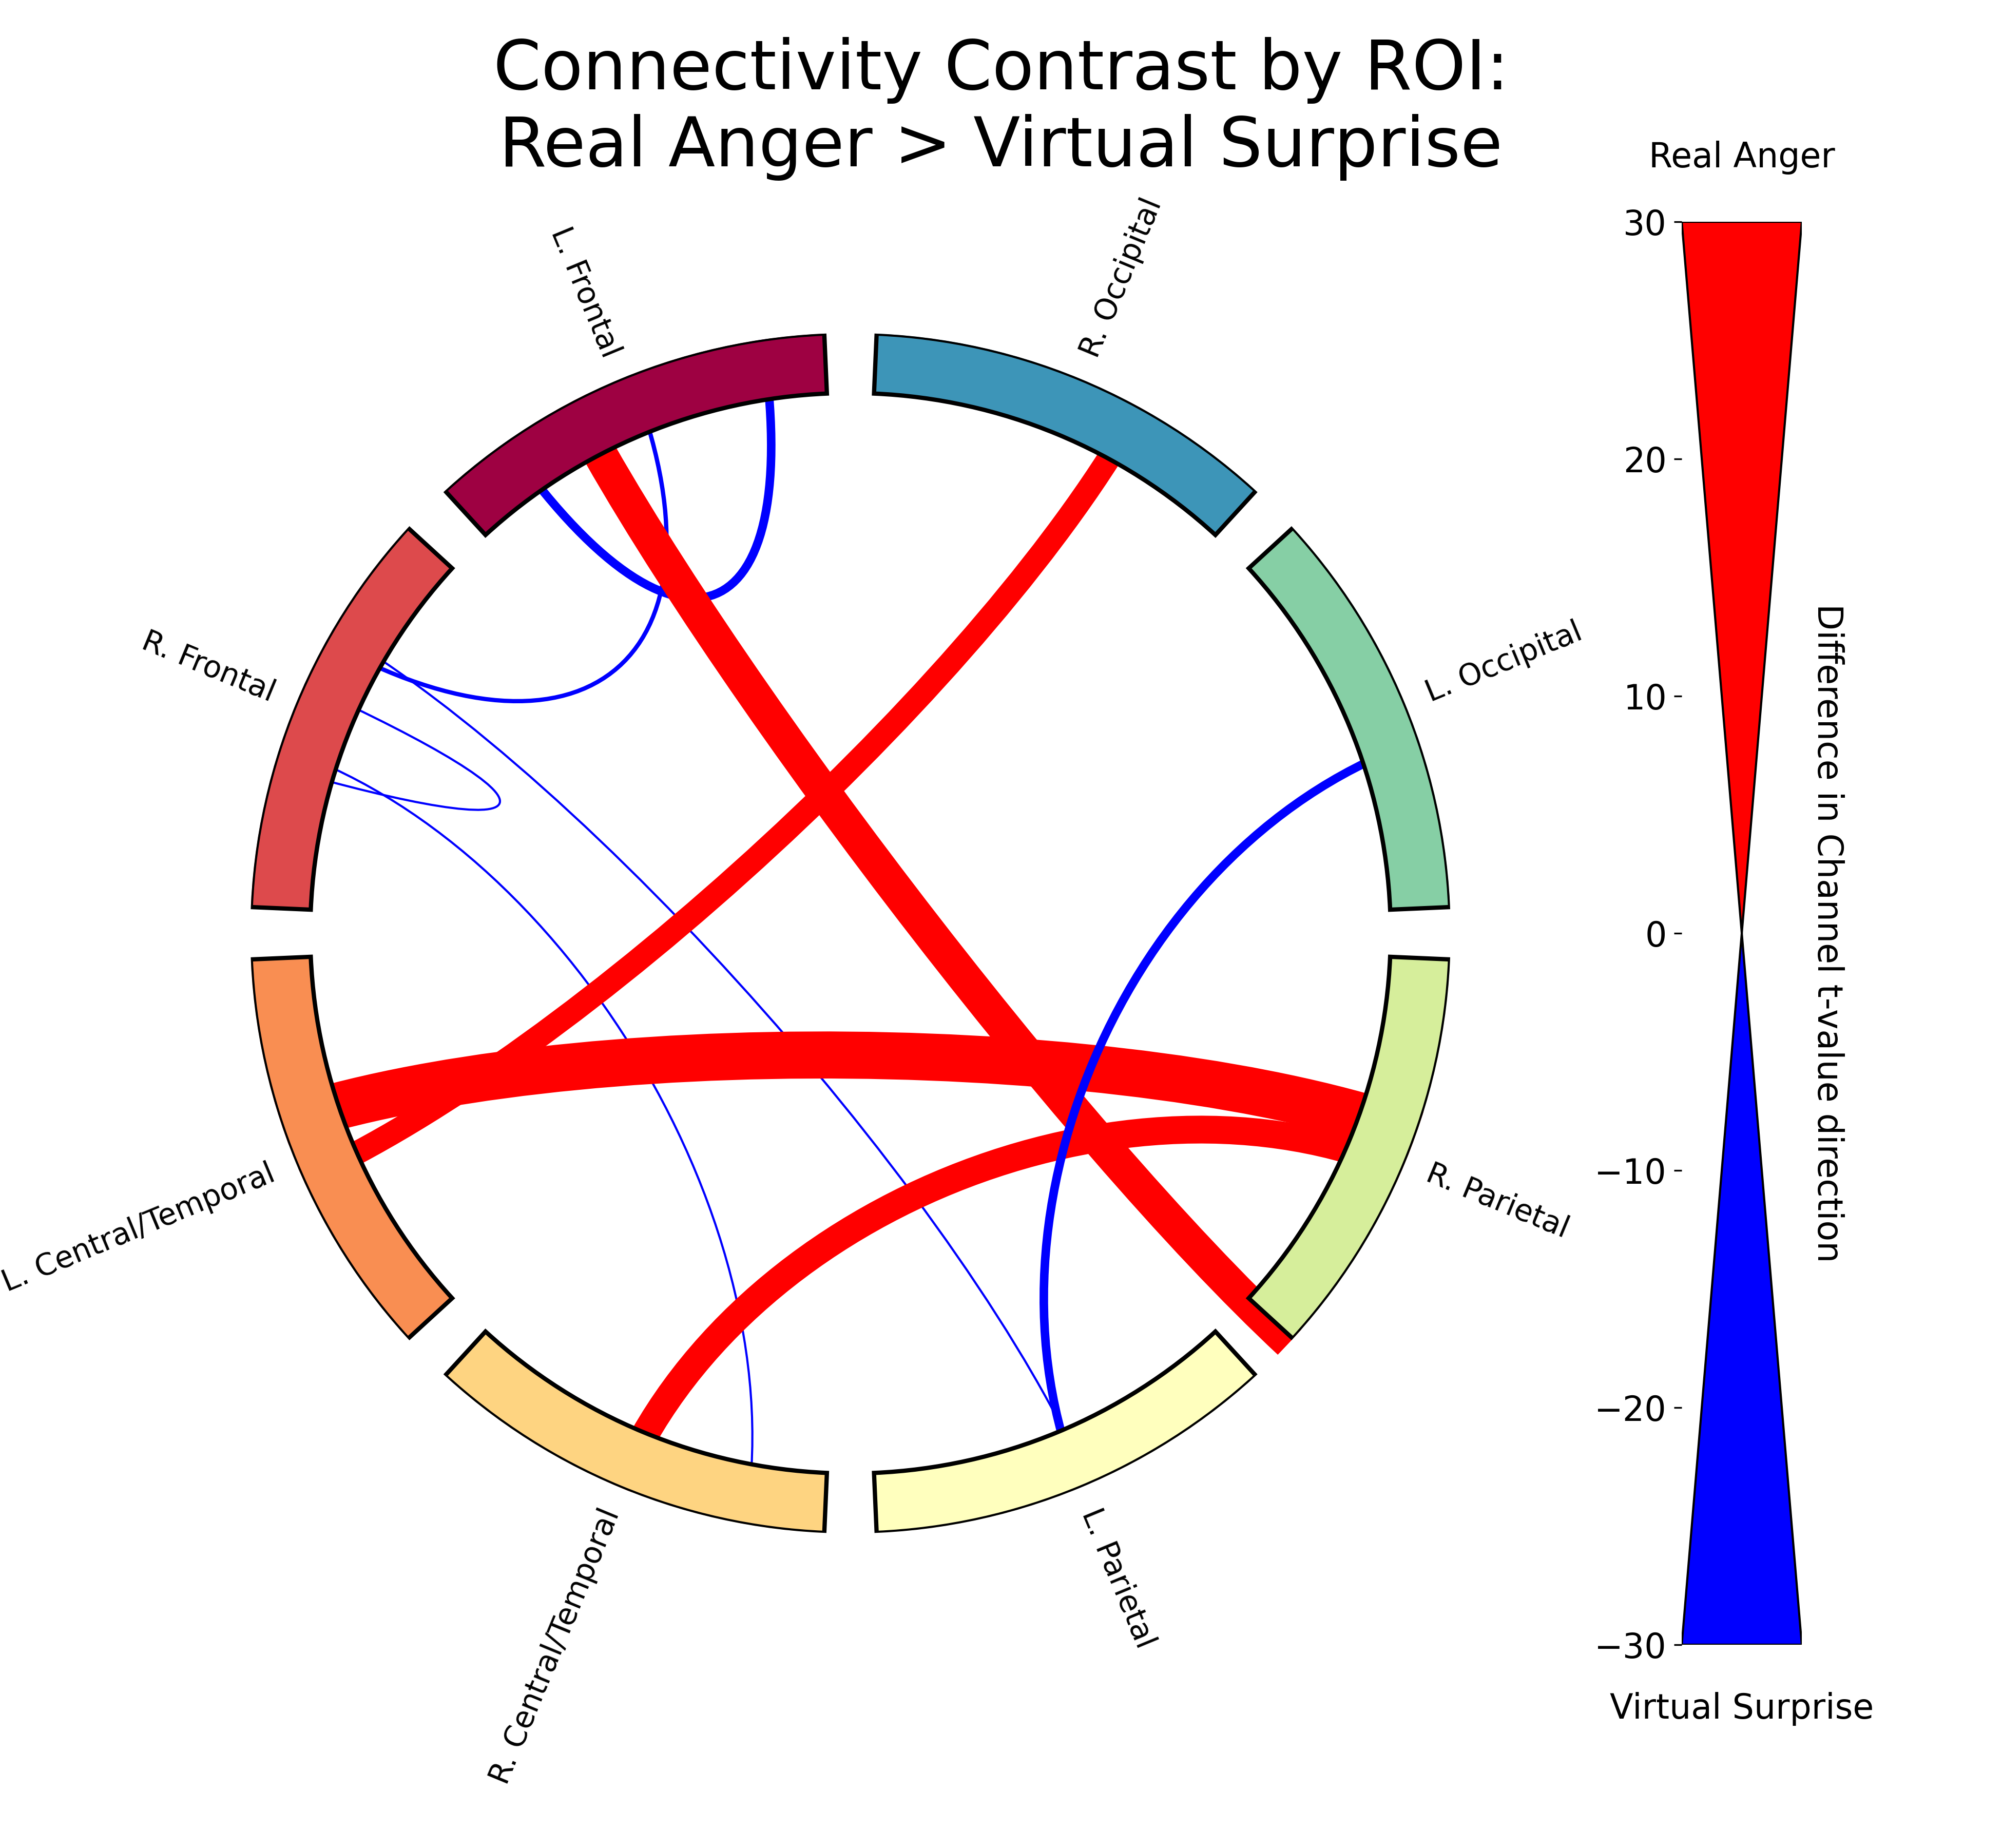 Connectivity Contrast by ROI:
Real Anger > Virtual Surprise
Real Anger
30
20
10
0
−10
−20
−30
Virtual Surprise
Difference in Channel t-value direction
L. Frontal
R. Occipital
R. Frontal
L. Occipital
L. Central/Temporal
R. Parietal
R. Central/Temporal
L. Parietal